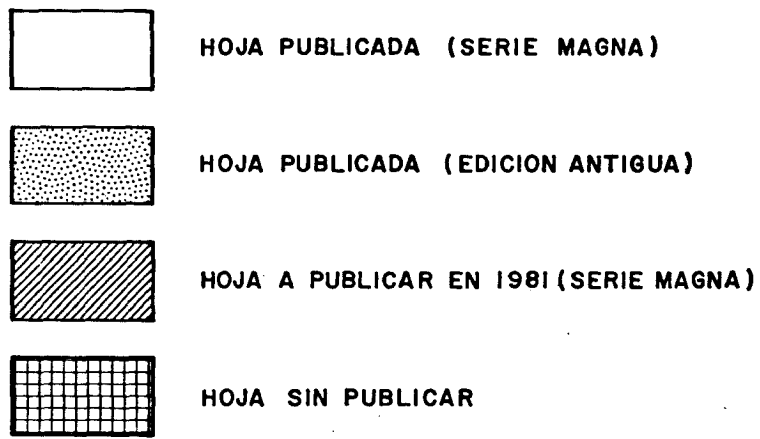 HOJA PUBLICADA (SERIE MAGNA)
HOJA PUBLICADA (EDICION ANTIGUA)
HOJA A PUBLICAR EN 1981 (SERIE MAGNA)
HOJA SIN PUBLICAR